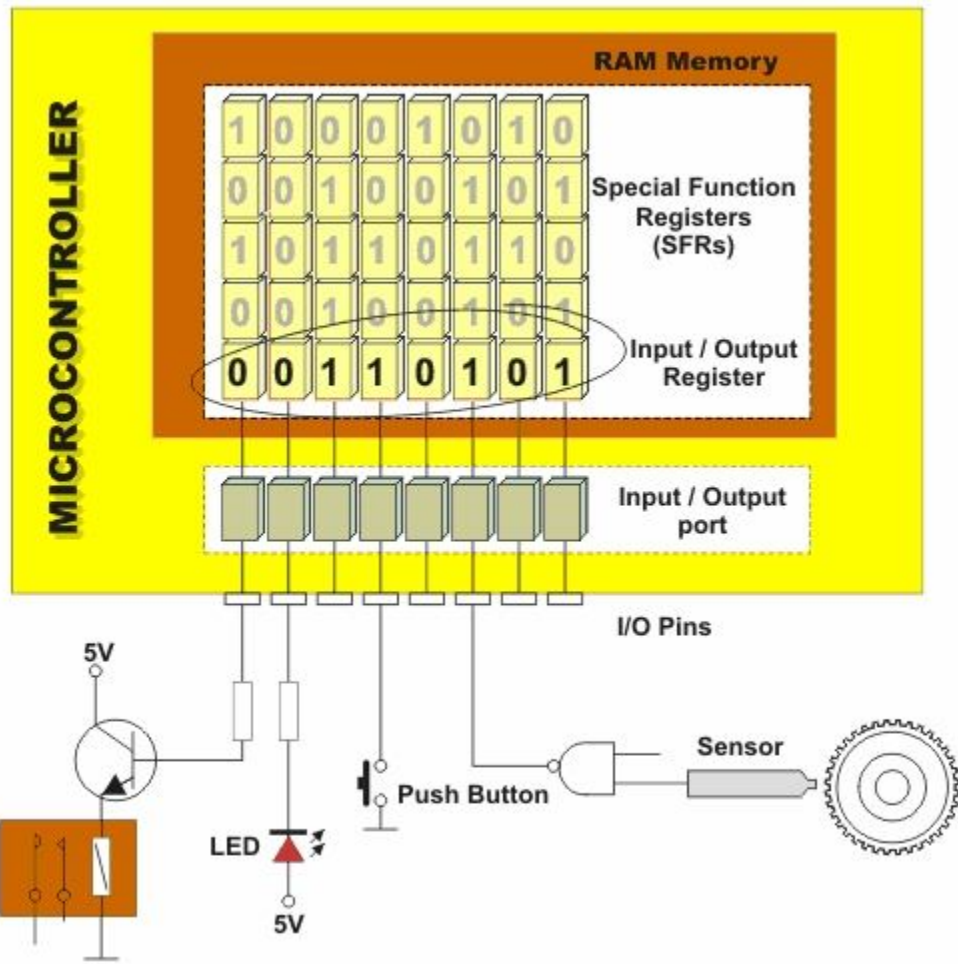 MICROCONTROLLER
RAM Memory
1 0 0 0 1 0 1 0
0 0 1 0 0 1 0 1
1 0 1 1 0 1 1 0
0 0 1 0 0 1 0 1
0 0 1 1 0 1 0 1
Special Function
Registers
(SFRs)
Input / Output
Register
Input / Output
port
I/O Pins
5V
Sensor
Push Button
LED
5V